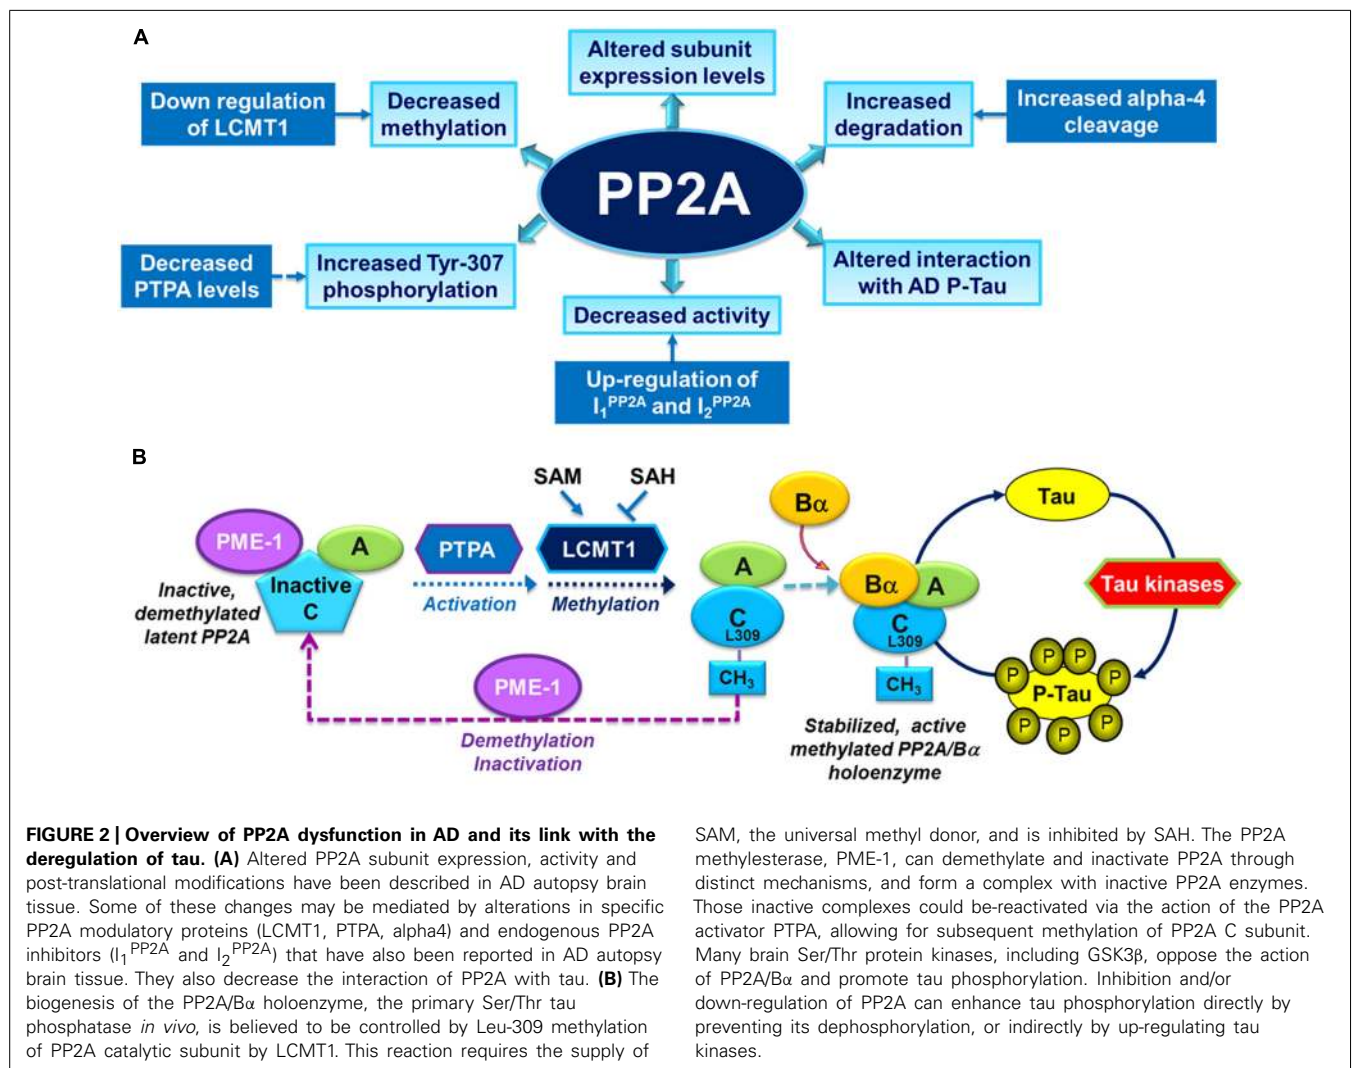 A
Altered subunit
expression levels
Down regulation
of LCMT1
Decreased
methylation
Increased
degradation
Increased alpha-4
cleavage
PP2A
Decreased
PTPA levels
Increased Tyr-307
phosphorylation
Altered interaction
with AD P-Tau
Decreased activity
Up-regulation of
I₁ᴾᴾ²ᴬ and I₂ᴾᴾ²ᴬ
B
SAM SAH
PME-1
A
Inactive
C
Inactive,
demethylated
latent PP2A
PTPA
Activation
LCMT1
Methylation
A
C
L309
CH₃
PME-1
Demethylation
Inactivation
Bα
Bα
A
C
L309
CH₃
Stabilized, active
methylated PP2A/Bα
holoenzyme
Tau
Tau kinases
P-Tau
P
P
P
P
P
P
P
FIGURE 2 | Overview of PP2A dysfunction in AD and its link with the
deregulation of tau. (A) Altered PP2A subunit expression, activity and
post-translational modifications have been described in AD autopsy brain
tissue. Some of these changes may be mediated by alterations in specific
PP2A modulatory proteins (LCMT1, PTPA, alpha4) and endogenous PP2A
inhibitors (I₁ᴾᴾ²ᴬ and I₂ᴾᴾ²ᴬ) that have also been reported in AD autopsy
brain tissue. They also decrease the interaction of PP2A with tau. (B) The
biogenesis of the PP2A/Bα holoenzyme, the primary Ser/Thr tau
phosphatase in vivo, is believed to be controlled by Leu-309 methylation
of PP2A catalytic subunit by LCMT1. This reaction requires the supply of
SAM, the universal methyl donor, and is inhibited by SAH. The PP2A
methylesterase, PME-1, can demethylate and inactivate PP2A through
distinct mechanisms, and form a complex with inactive PP2A enzymes.
Those inactive complexes could be-reactivated via the action of the PP2A
activator PTPA, allowing for subsequent methylation of PP2A C subunit.
Many brain Ser/Thr protein kinases, including GSK3β, oppose the action
of PP2A/Bα and promote tau phosphorylation. Inhibition and/or
down-regulation of PP2A can enhance tau phosphorylation directly by
preventing its dephosphorylation, or indirectly by up-regulating tau
kinases.